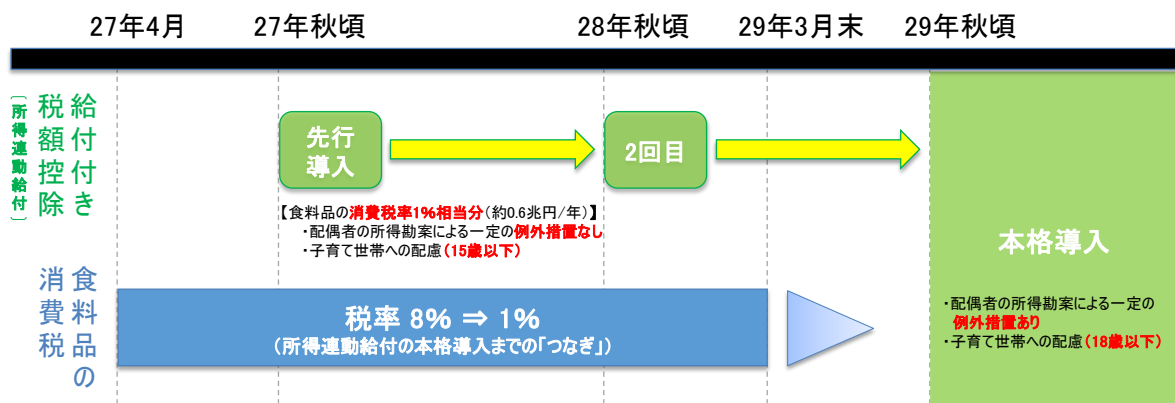 27年4月
27年秋頃
28年秋頃
29年3月末
29年秋頃
給付付き
税額控除
〔所得連動給付〕
先行
導入
2回目
【食料品の消費税率1%相当分(約0.6兆円/年)】
・配偶者の所得勘案による一定の例外措置なし
・子育て世帯への配慮(15歳以下)
食料品の
消費税
税率 8% ⇒ 1%
(所得連動給付の本格導入までの「つなぎ」)
本格導入
・配偶者の所得勘案による一定の
例外措置あり
・子育て世帯への配慮(18歳以下)